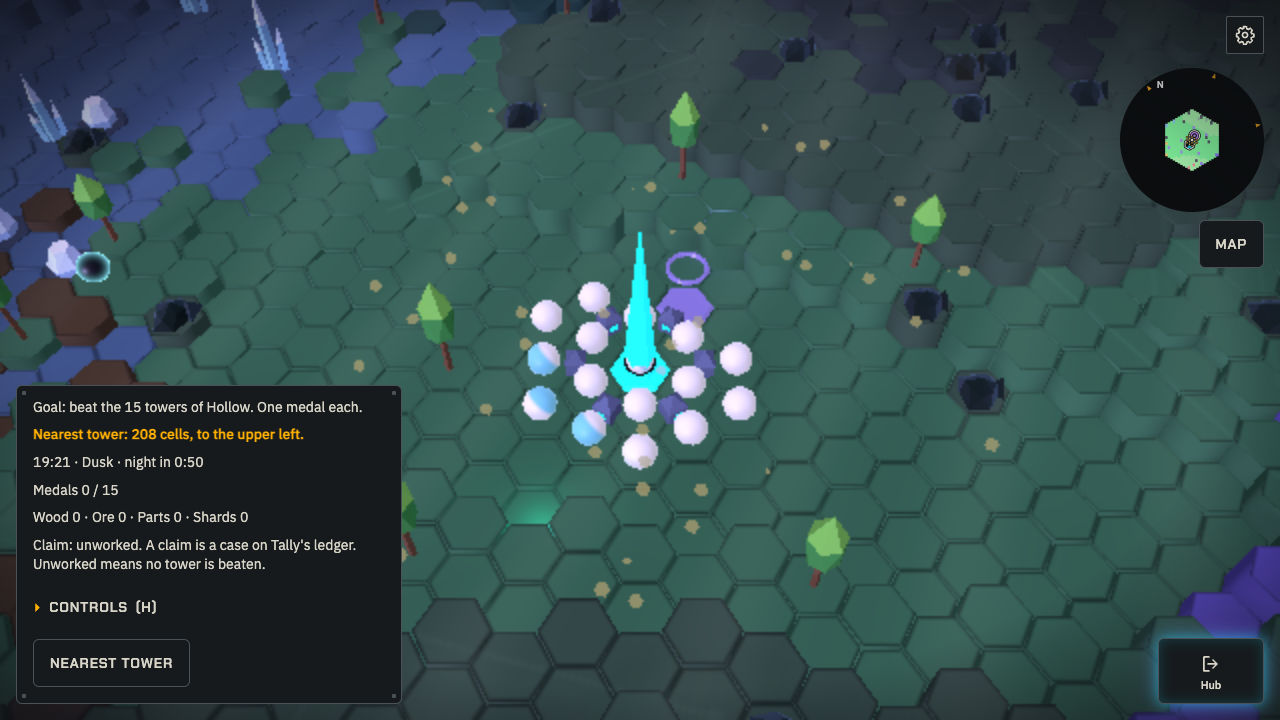 N
MAP
Goal: beat the 15 towers of Hollow. One medal each.
Nearest tower: 208 cells, to the upper left.
19:21 · Dusk · night in 0:50
Medals 0 / 15
Wood 0 · Ore 0 · Parts 0 · Shards 0
Claim: unworked. A claim is a case on Tally's ledger.
Unworked means no tower is beaten.
CONTROLS (H)
NEAREST TOWER
Hub